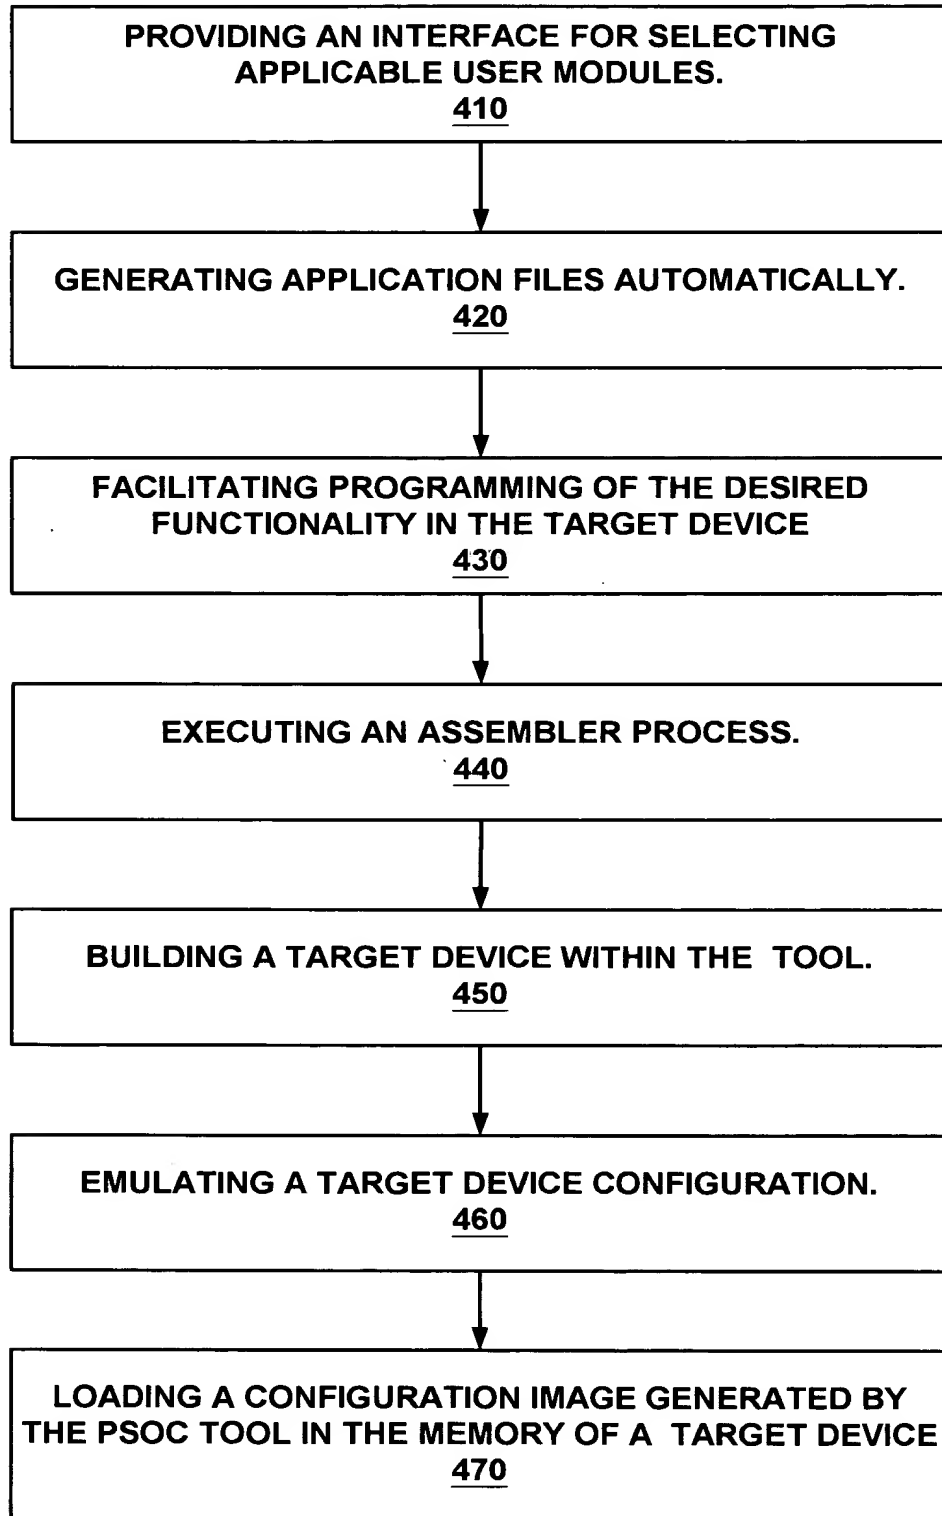 PROVIDING AN INTERFACE FOR SELECTING
APPLICABLE USER MODULES.
410
GENERATING APPLICATION FILES AUTOMATICALLY.
420
FACILITATING PROGRAMMING OF THE DESIRED
FUNCTIONALITY IN THE TARGET DEVICE
430
EXECUTING AN ASSEMBLER PROCESS.
440
BUILDING A TARGET DEVICE WITHIN THE TOOL.
450
EMULATING A TARGET DEVICE CONFIGURATION.
460
LOADING A CONFIGURATION IMAGE GENERATED BY
THE PSOC TOOL IN THE MEMORY OF A TARGET DEVICE
470